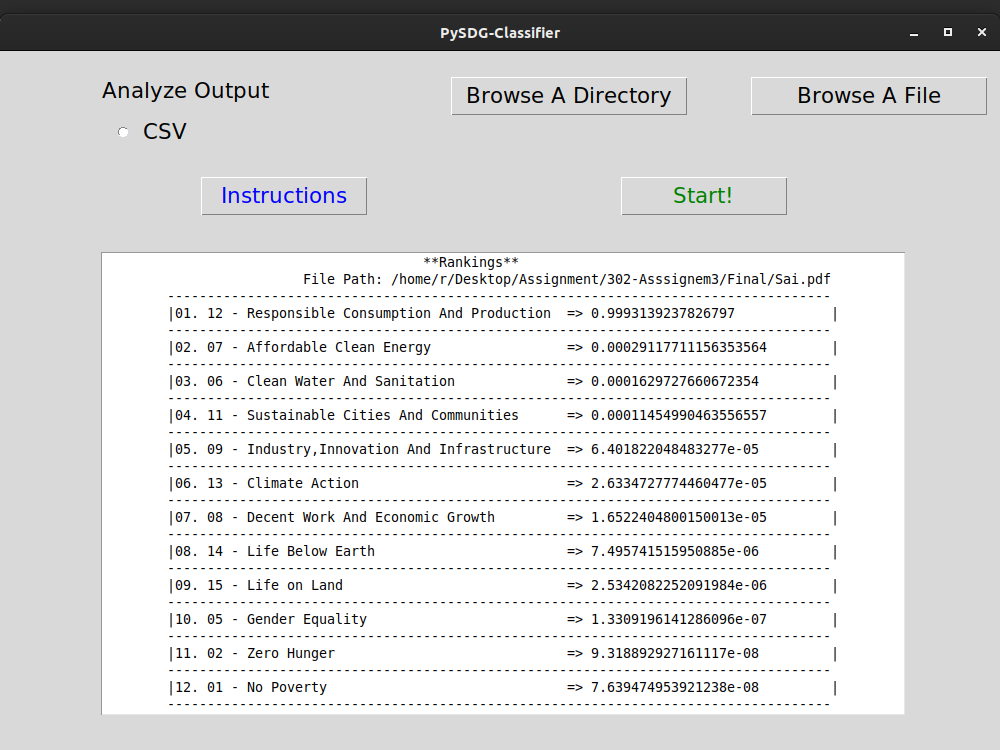 PySDG-Classifier
Analyze Output
Browse A Directory
Browse A File
CSV
Instructions
Start!
**Rankings**
File Path: /home/r/Desktop/Assignment/302-Asssignem3/Final/Sai.pdf
-----------------------------------------------------------------------------------
|01. 12 - Responsible Consumption And Production => 0.9993139237826797 |
-----------------------------------------------------------------------------------
|02. 07 - Affordable Clean Energy => 0.00029117711156353564 |
-----------------------------------------------------------------------------------
|03. 06 - Clean Water And Sanitation => 0.0001629727660672354 |
-----------------------------------------------------------------------------------
|04. 11 - Sustainable Cities And Communities => 0.00011454990463556557 |
-----------------------------------------------------------------------------------
|05. 09 - Industry,Innovation And Infrastructure => 6.401822048483277e-05 |
-----------------------------------------------------------------------------------
|06. 13 - Climate Action => 2.6334727774460477e-05 |
-----------------------------------------------------------------------------------
|07. 08 - Decent Work And Economic Growth => 1.6522404800150013e-05 |
-----------------------------------------------------------------------------------
|08. 14 - Life Below Earth => 7.495741515950885e-06 |
-----------------------------------------------------------------------------------
|09. 15 - Life on Land => 2.534208225209198​4e-06 |
-----------------------------------------------------------------------------------
|10. 05 - Gender Equality => 1.3309196141286096e-07 |
-----------------------------------------------------------------------------------
|11. 02 - Zero Hunger => 9.318892927161117e-08 |
-----------------------------------------------------------------------------------
|12. 01 - No Poverty => 7.639474953921238e-08 |
-----------------------------------------------------------------------------------